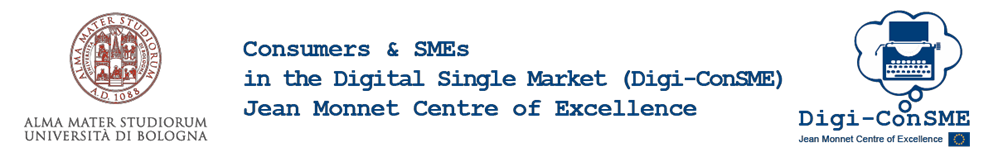 ALMA MATER STUDIORUM
A.D. 1088
ALMA MATER STUDIORUM
UNIVERSITÀ DI BOLOGNA
Consumers & SMEs
in the Digital Single Market (Digi-ConSME)
Jean Monnet Centre of Excellence
Digi-ConSME
Jean Monnet Centre of Excellence